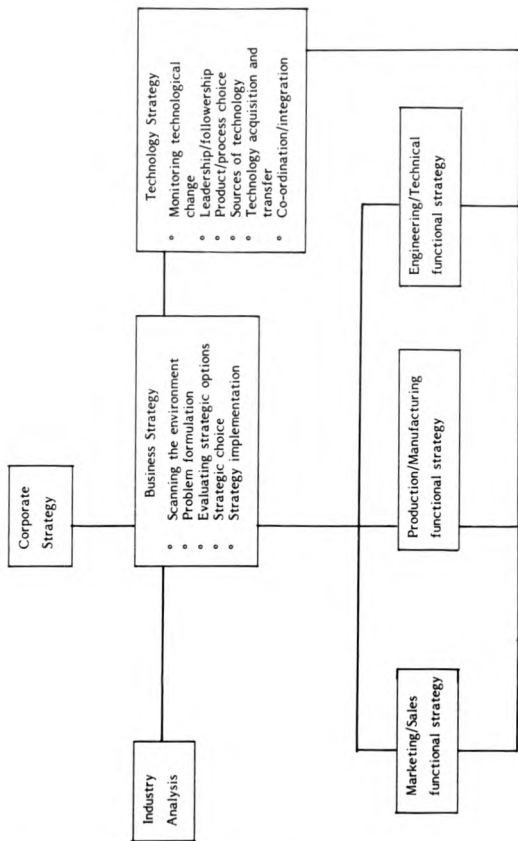 Corporate
Strategy
Industry
Analysis
Business Strategy
° Scanning the environment
° Problem formulation
° Evaluating strategic options
° Strategic choice
° Strategy implementation
Technology Strategy
° Monitoring technological
change
° Leadership/followership
° Product/process choice
° Sources of technology
° Technology acquisition and
transfer
° Co-ordination/integration
Marketing/Sales
functional strategy
Production/Manufacturing
functional strategy
Engineering/Technical
functional strategy